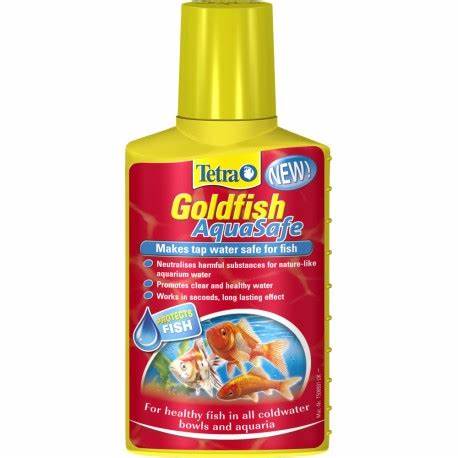 Tetra
NEW!
Goldfish
AquaSafe
Makes tap water safe for fish
Neutralises harmful substances for nature-like
aquarium water
Promotes clear and healthy water
Works in seconds, long lasting effect
PROTECTS
FISH
For healthy fish in all coldwater
bowls and aquaria